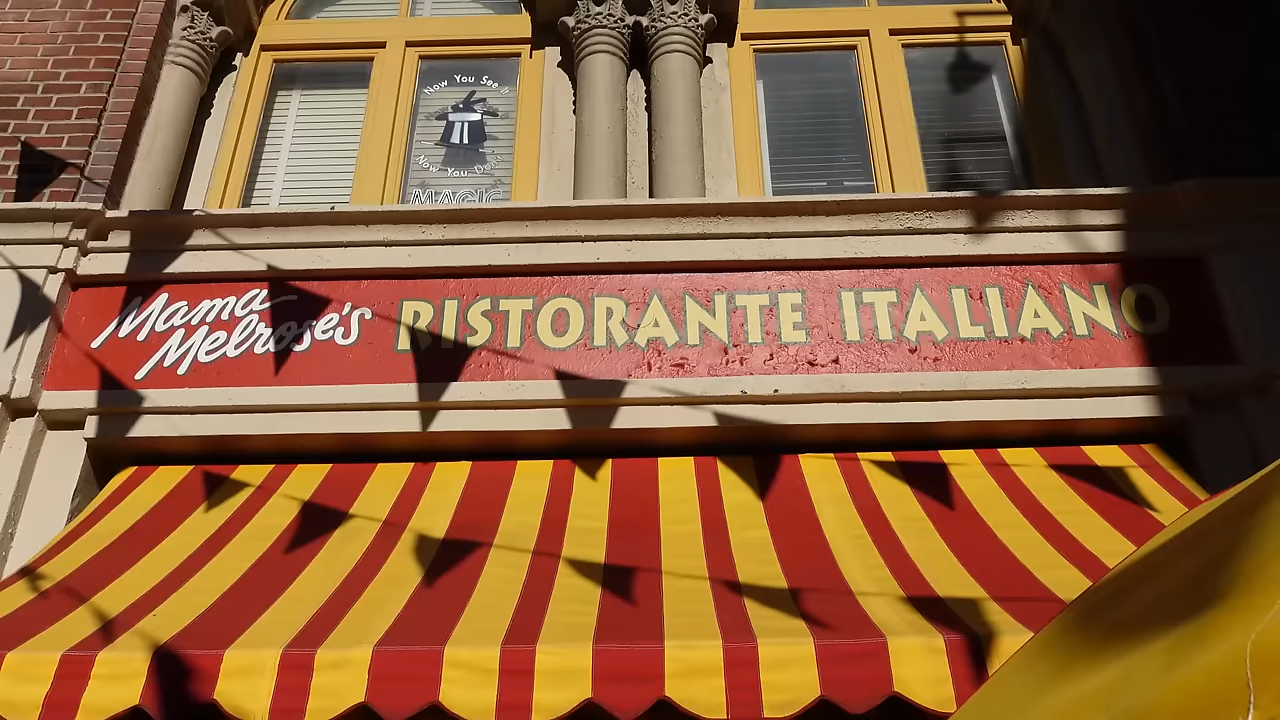 Now You See It
Now You Don't
MAGIC
Mama
Melrose's
RISTORANTE ITALIANO